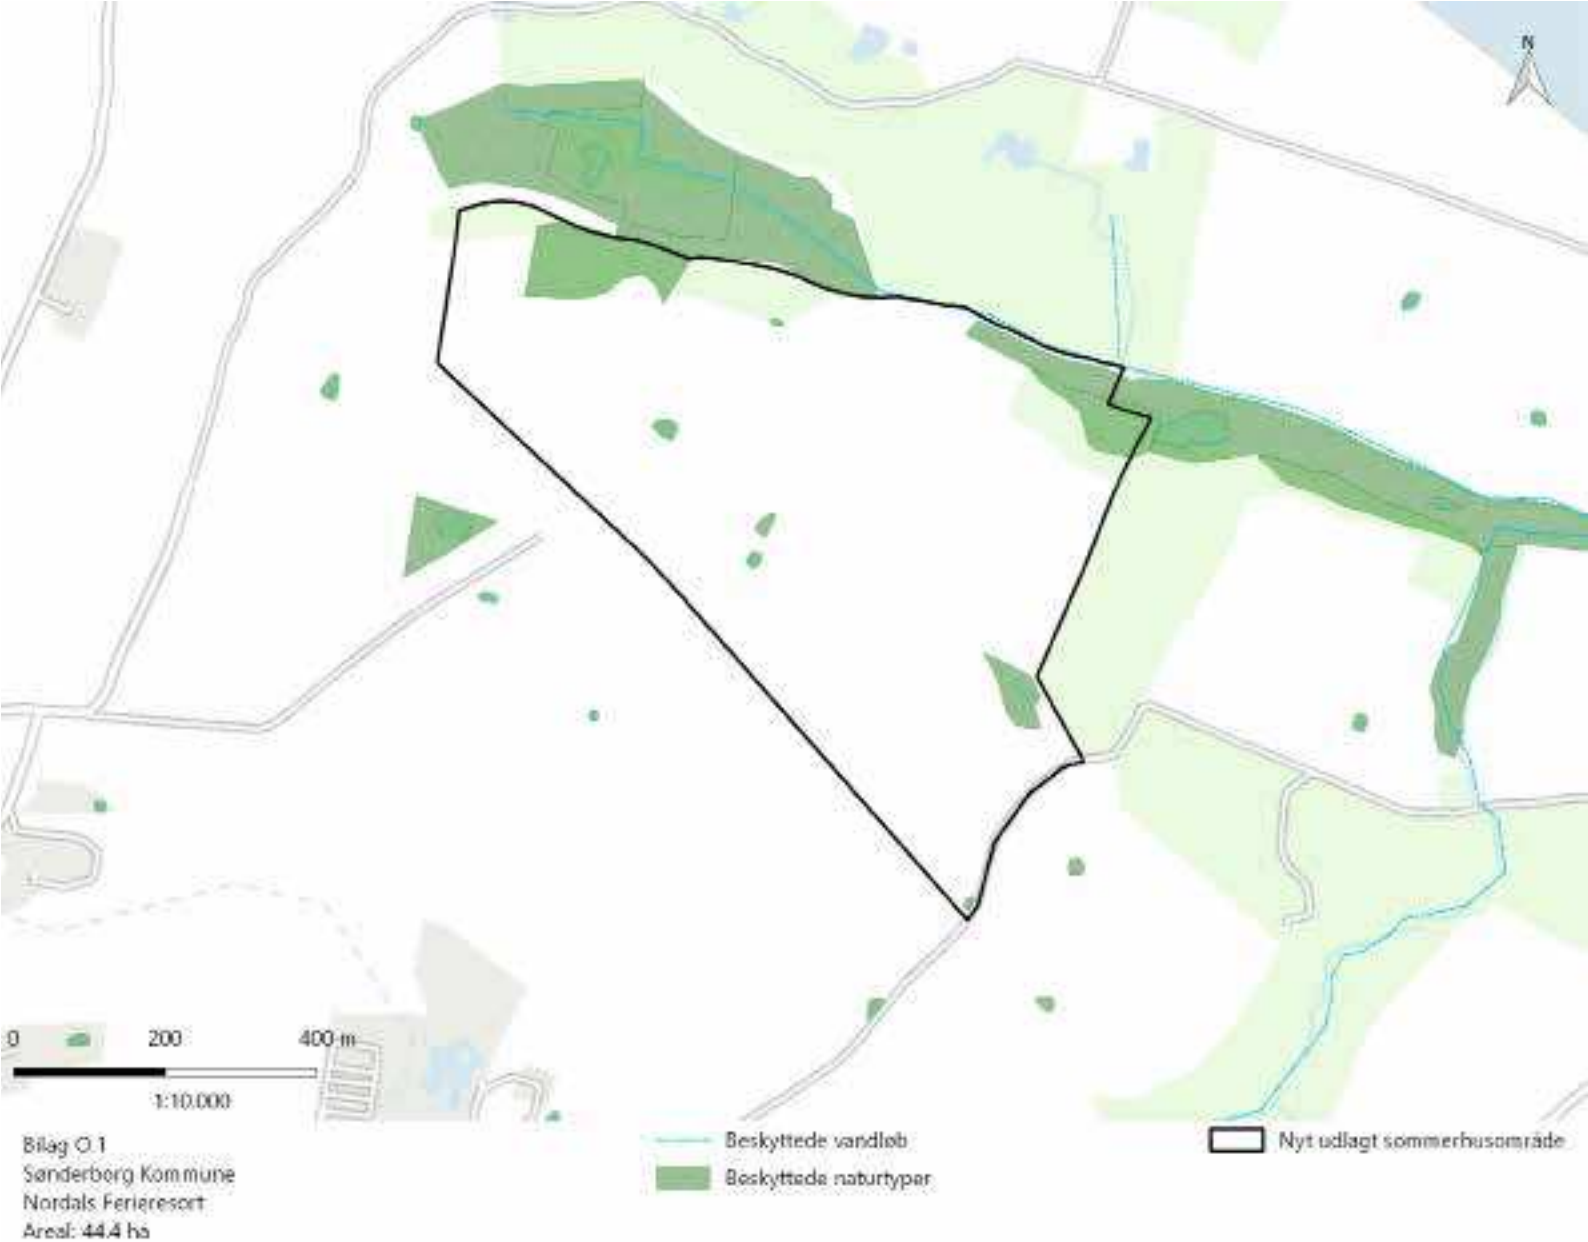 N
0 200 400 m
1:10.000
Bilag O.1
Sønderborg Kommune
Nordals Ferieresort
Areal: 44.4 ha
Beskyttede vandløb
Beskyttede naturtyper
Nyt udlagt sommerhusområde